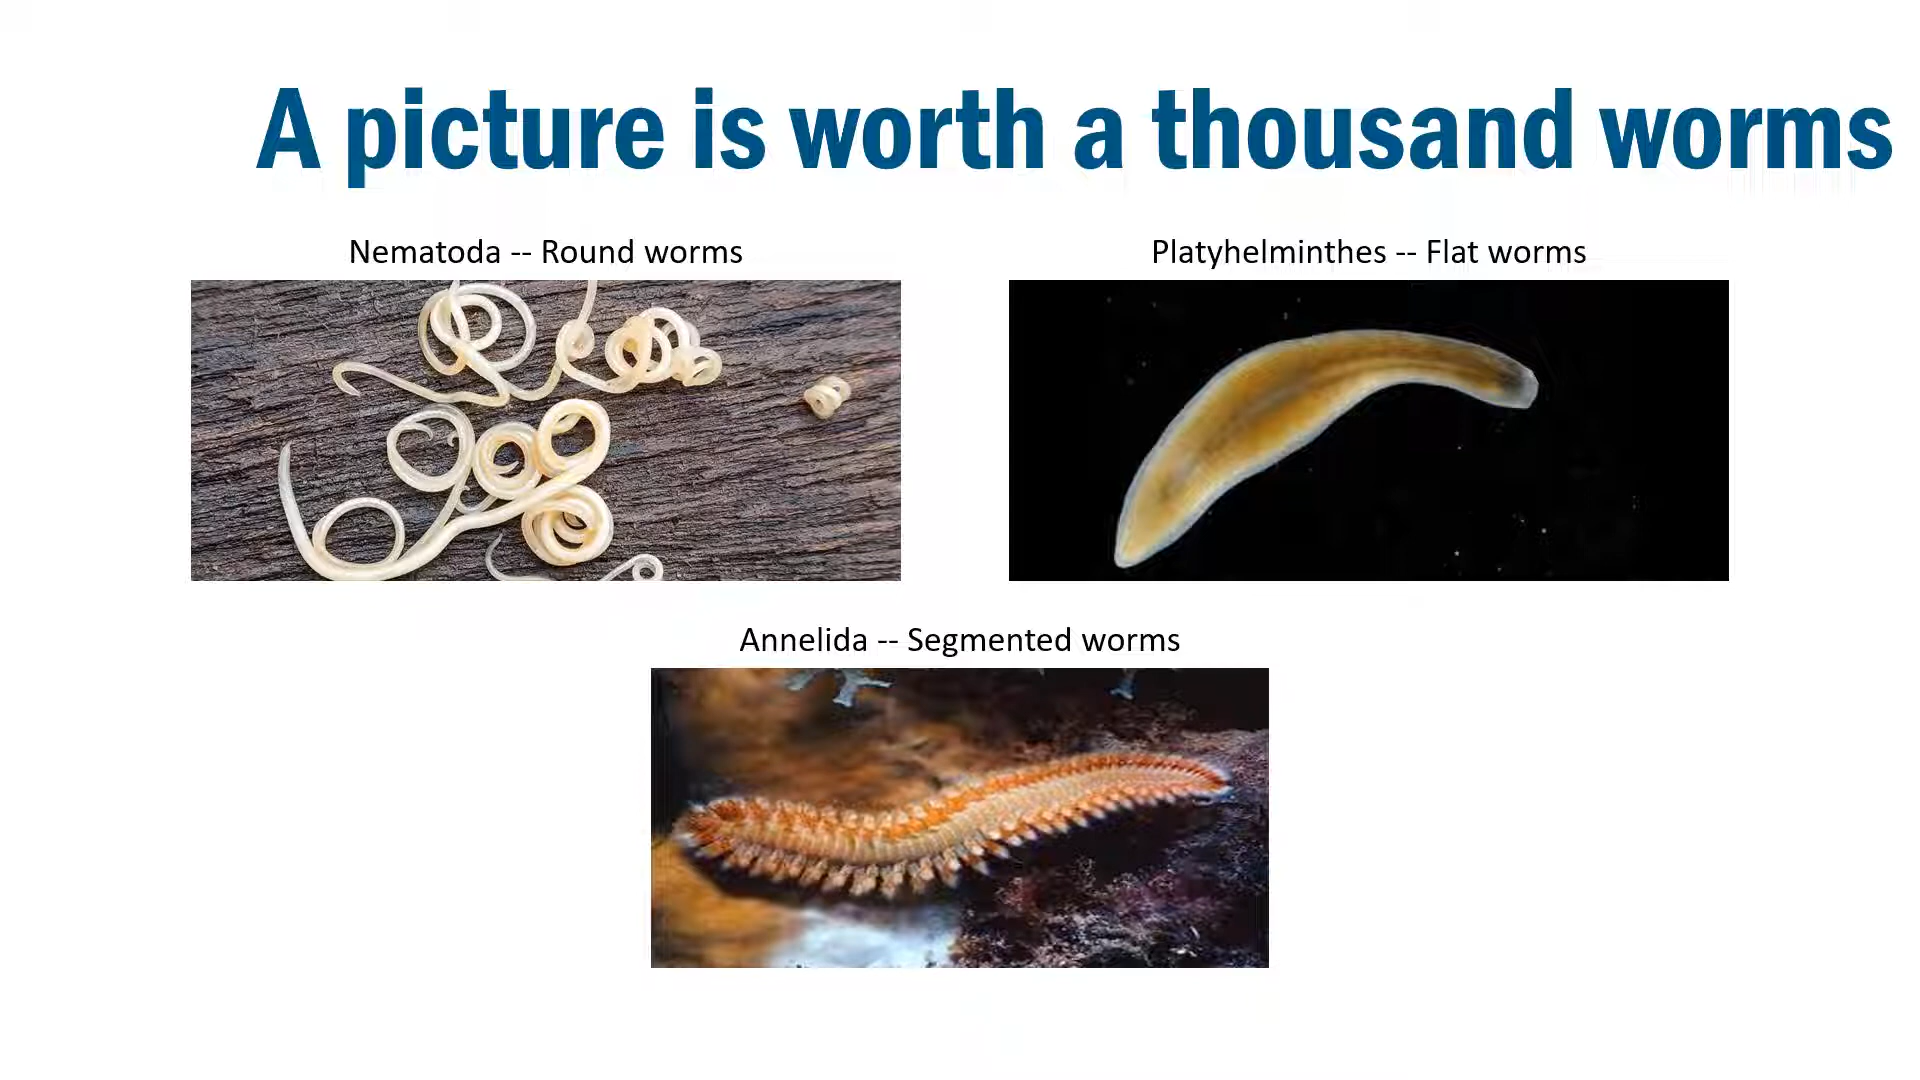 A picture is worth a thousand worms
Nematoda -- Round worms
Platyhelminthes -- Flat worms
Annelida -- Segmented worms